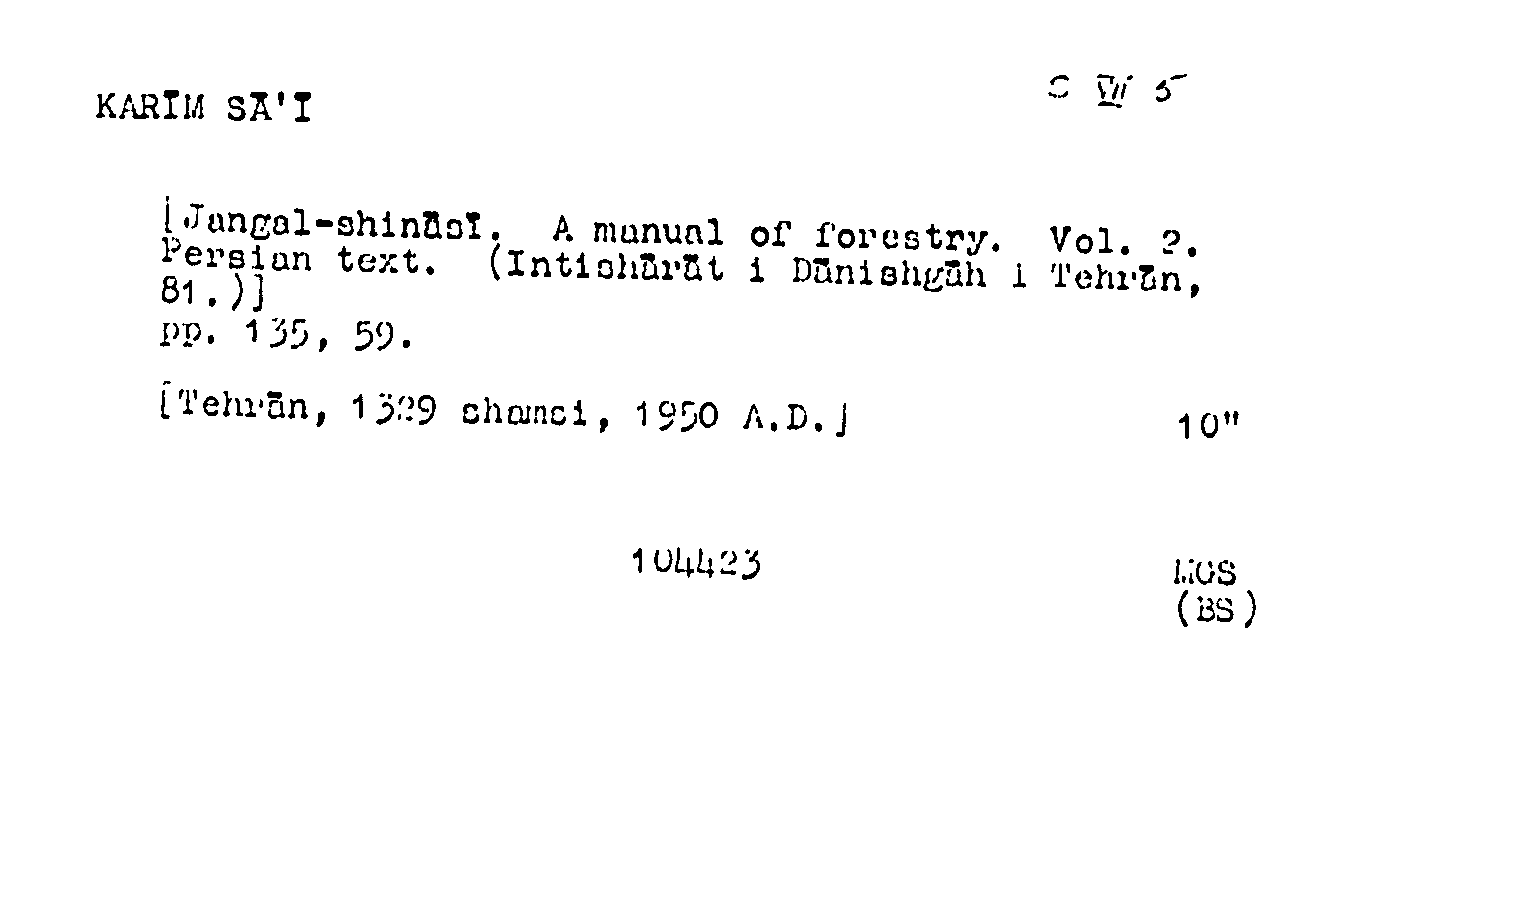 KARĪM SĀ'Ī
C VII 5
[Jangal-shināsī. A manual of forestry. Vol. 2.
Persian text. (Intishārāt i Dānishgāh i Tehrān,
81.)]
pp. 135, 59.
[Tehrān, 1329 shamsi, 1950 A.D.]
10"
104423
MGS
(BS)